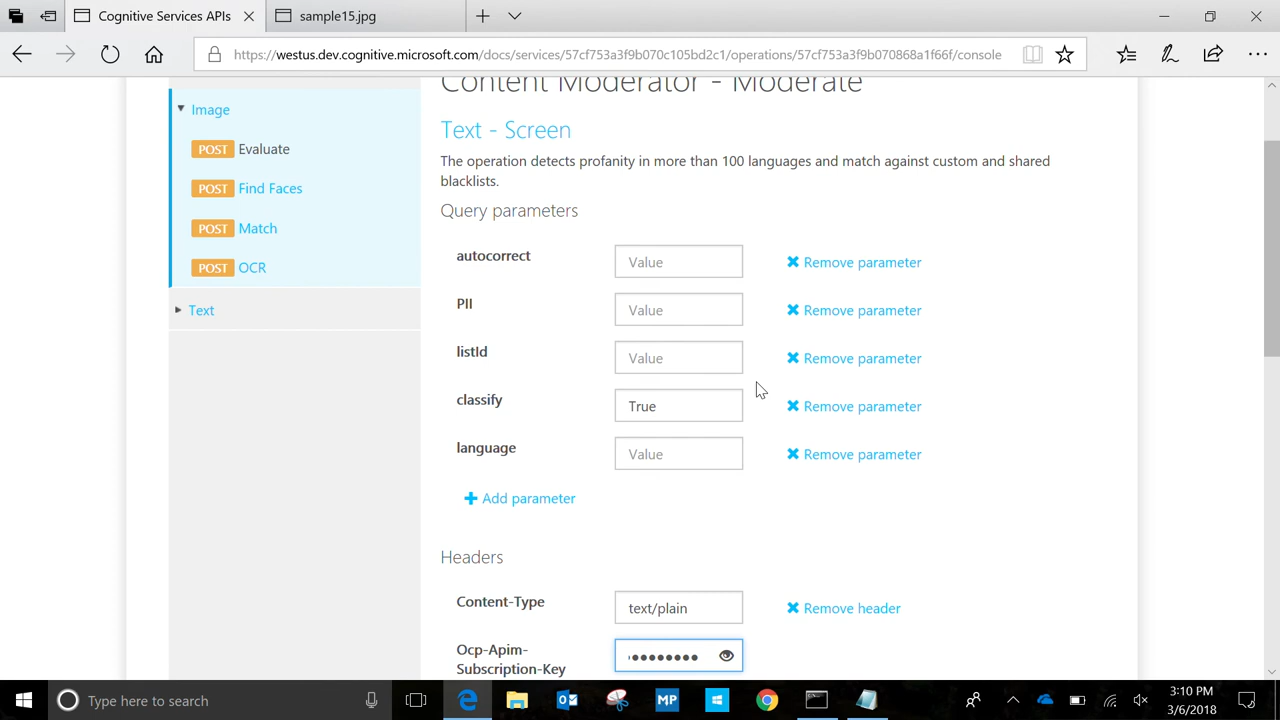 Cognitive Services APIs
sample15.jpg
https://westus.dev.cognitive.microsoft.com/docs/services/57cf753a3f9b070c105bd2c1/operations/57cf753a3f9b070868a1f66f/console
Image
POST Evaluate
POST Find Faces
POST Match
POST OCR
Text
Content Moderator - Moderate
Text - Screen
The operation detects profanity in more than 100 languages and match against custom and shared
blacklists.
Query parameters
autocorrect Value Remove parameter
PII Value Remove parameter
listId Value Remove parameter
classify True Remove parameter
language Value Remove parameter
Add parameter
Headers
Content-Type text/plain Remove header
Ocp-Apim-
Subscription-Key
Type here to search
MP
3:10 PM
3/6/2018